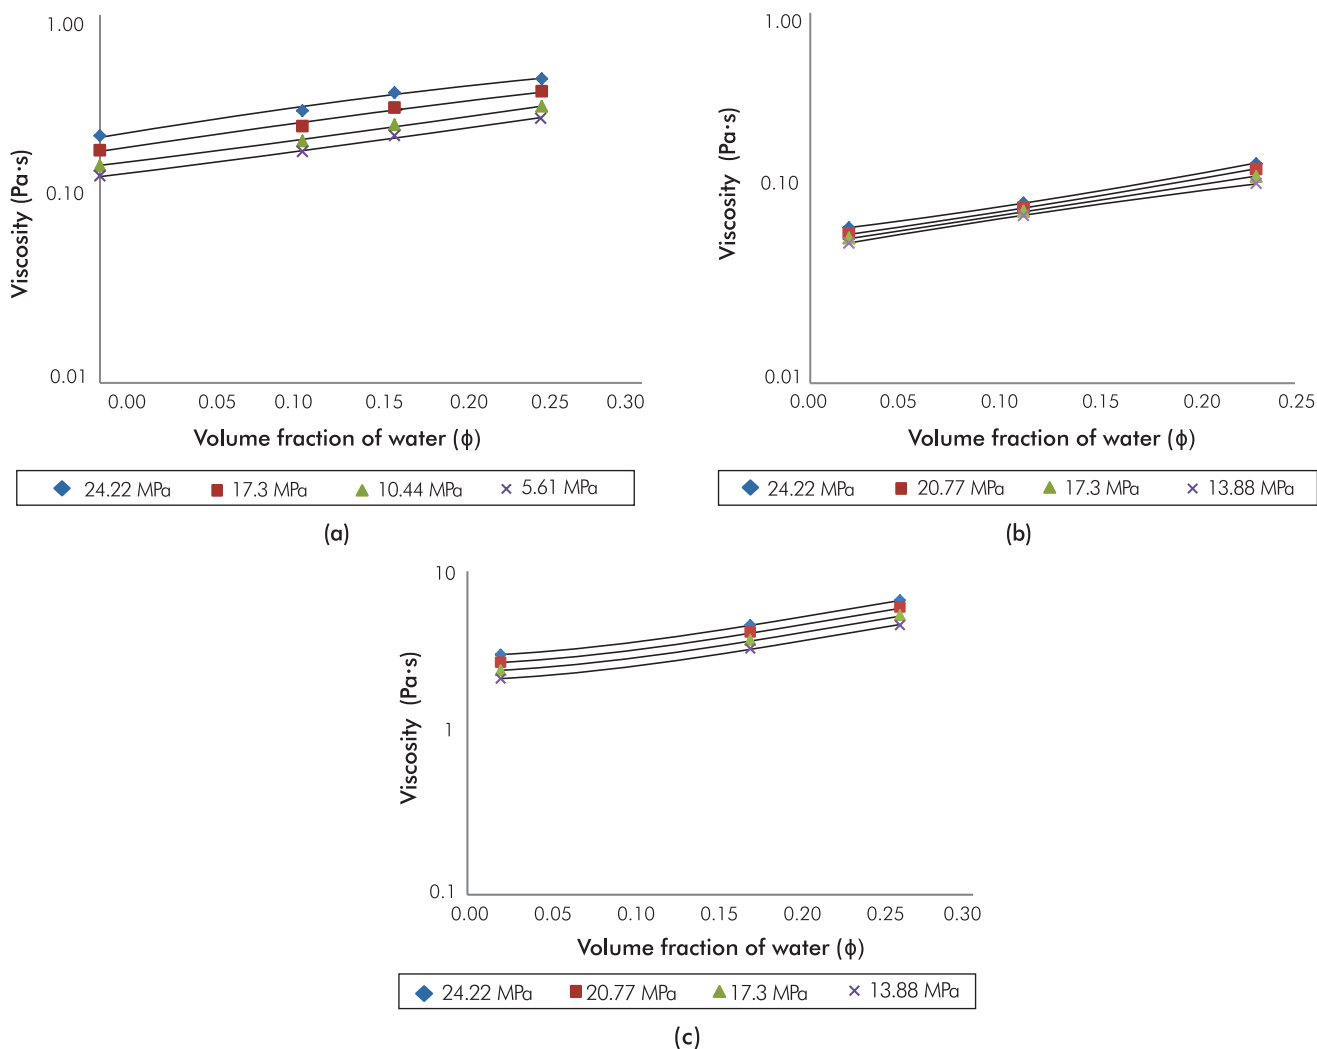 1.00
0.10
0.01
Viscosity (Pa·s)
0.00 0.05 0.10 0.15 0.20 0.25 0.30
Volume fraction of water (ϕ)
24.22 MPa 17.3 MPa 10.44 MPa 5.61 MPa
(a)
1.00
0.10
0.01
Viscosity (Pa·s)
0.00 0.05 0.10 0.15 0.20 0.25
Volume fraction of water (ϕ)
24.22 MPa 20.77 MPa 17.3 MPa 13.88 MPa
(b)
10
1
0.1
Viscosity (Pa·s)
0.00 0.05 0.10 0.15 0.20 0.25 0.30
Volume fraction of water (ϕ)
24.22 MPa 20.77 MPa 17.3 MPa 13.88 MPa
(c)